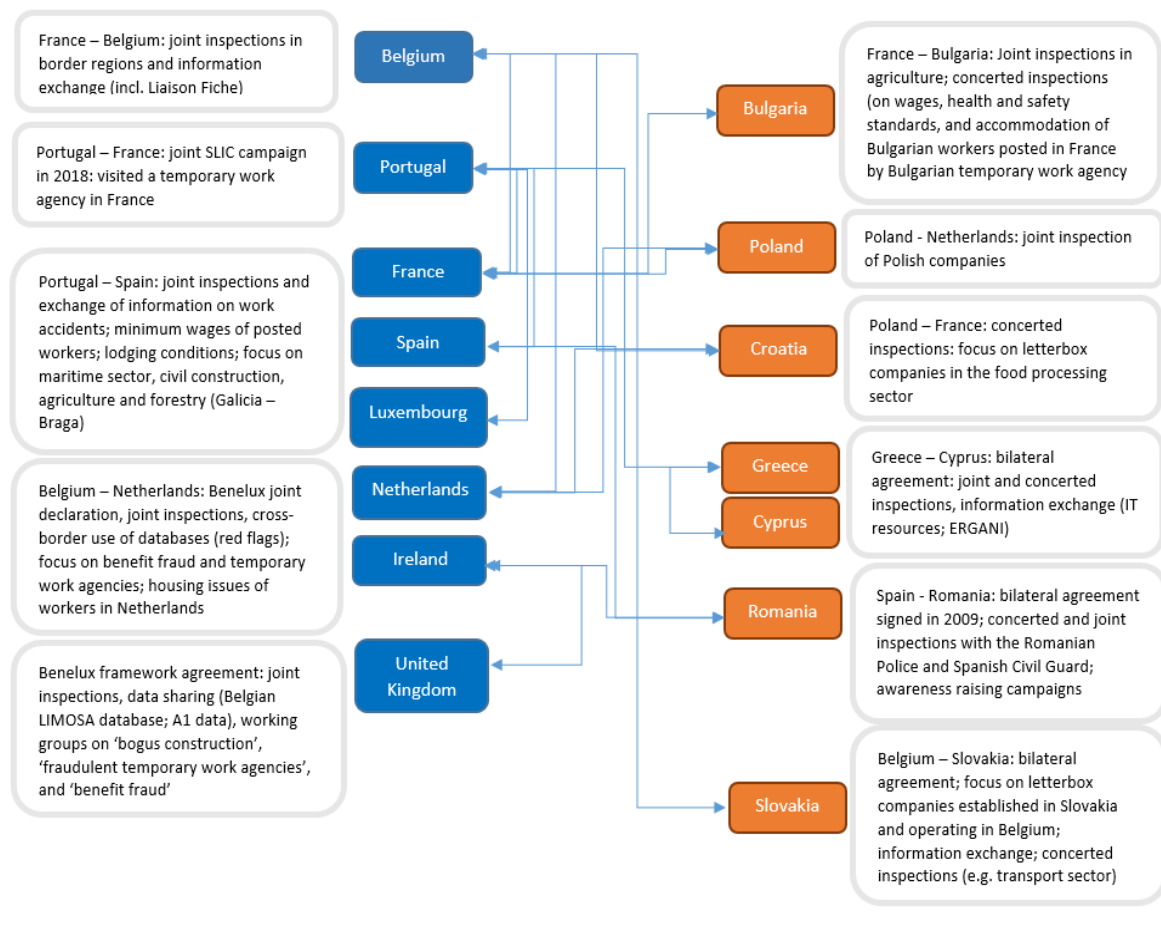 France – Belgium: joint inspections in
border regions and information
exchange (incl. Liaison Fiche)
Portugal – France: joint SLIC campaign
in 2018: visited a temporary work
agency in France
Portugal – Spain: joint inspections and
exchange of information on work
accidents; minimum wages of posted
workers; lodging conditions; focus on
maritime sector, civil construction,
agriculture and forestry (Galicia –
Braga)
Belgium – Netherlands: Benelux joint
declaration, joint inspections, cross-
border use of databases (red flags);
focus on benefit fraud and temporary
work agencies; housing issues of
workers in Netherlands
Benelux framework agreement: joint
inspections, data sharing (Belgian
LIMOSA database; A1 data), working
groups on ‘bogus construction’,
‘fraudulent temporary work agencies’,
and ‘benefit fraud’
Belgium
Portugal
France
Spain
Luxembourg
Netherlands
Ireland
United
Kingdom
Bulgaria
Poland
Croatia
Greece
Cyprus
Romania
Slovakia
France – Bulgaria: Joint inspections in
agriculture; concerted inspections
(on wages, health and safety
standards, and accommodation of
Bulgarian workers posted in France
by Bulgarian temporary work agency
Poland - Netherlands: joint inspection
of Polish companies
Poland – France: concerted
inspections: focus on letterbox
companies in the food processing
sector
Greece – Cyprus: bilateral
agreement: joint and concerted
inspections, information exchange (IT
resources; ERGANI)
Spain - Romania: bilateral agreement
signed in 2009; concerted and joint
inspections with the Romanian
Police and Spanish Civil Guard;
awareness raising campaigns
Belgium – Slovakia: bilateral
agreement; focus on letterbox
companies established in Slovakia
and operating in Belgium;
information exchange; concerted
inspections (e.g. transport sector)